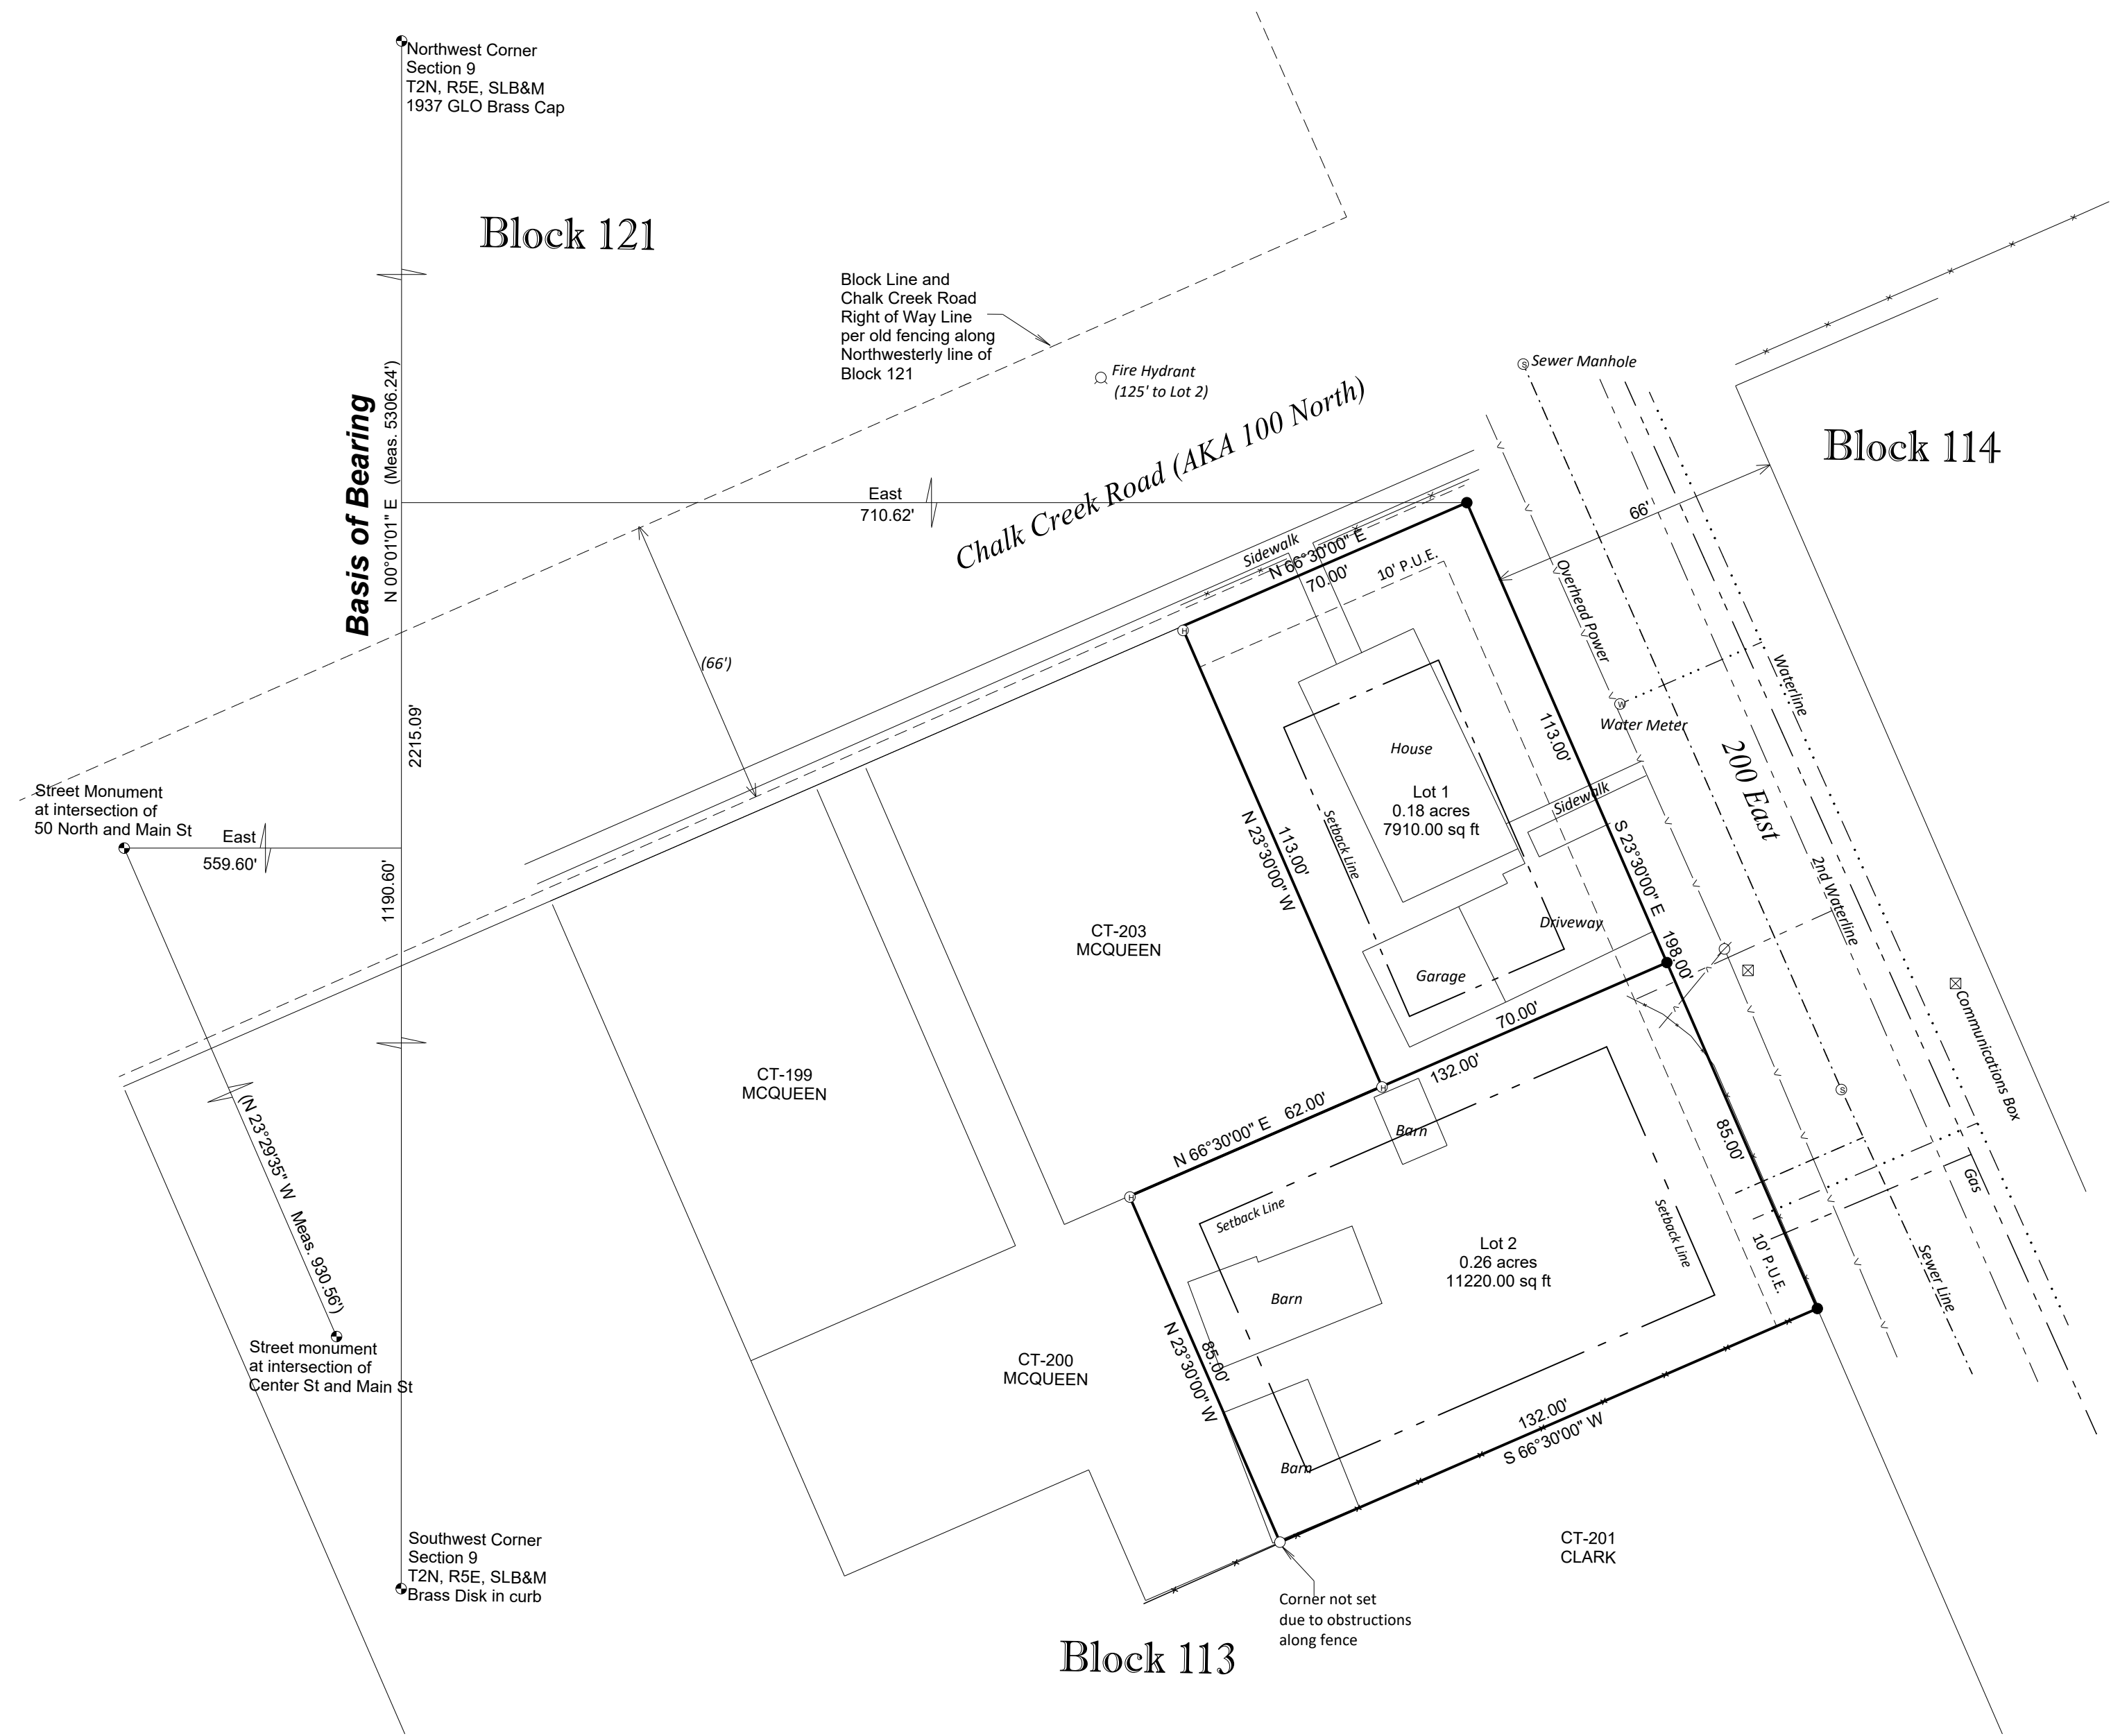 Northwest Corner
Section 9
T2N, R5E, SLB&M
1937 GLO Brass Cap
Block 121
Block Line and
Chalk Creek Road
Right of Way Line
per old fencing along
Northwesterly line of
Block 121
Fire Hydrant
(125' to Lot 2)
Sewer Manhole
Block 114
Basis of Bearing
N 00°01'01" E (Meas. 5306.24')
Chalk Creek Road (AKA 100 North)
East
710.62'
66'
Sidewalk
N 66°30'00" E
70.00'
10' P.U.E.
Overhead Power
(66')
2215.09'
Waterline
Water Meter
113.00'
House
200 East
Street Monument
at intersection of
50 North and Main St
East
559.60'
1190.60'
Lot 1
0.18 acres
7910.00 sq ft
Setback Line
113.00'
N 23°30'00" W
Sidewalk
S 23°30'00" E
198.00'
2nd Waterline
CT-203
MCQUEEN
Driveway
Garage
70.00'
132.00'
Communications Box
CT-199
MCQUEEN
N 66°30'00" E 62.00'
Barn
85.00'
Gas
(N 23°29'35" W Meas. 930.56')
Setback Line
Setback Line
Lot 2
0.26 acres
11220.00 sq ft
10' P.U.E.
Sewer Line
Barn
Street monument
at intersection of
Center St and Main St
CT-200
MCQUEEN
85.00'
N 23°30'00" W
132.00'
S 66°30'00" W
Barn
Southwest Corner
Section 9
T2N, R5E, SLB&M
Brass Disk in curb
CT-201
CLARK
Corner not set
due to obstructions
along fence
Block 113